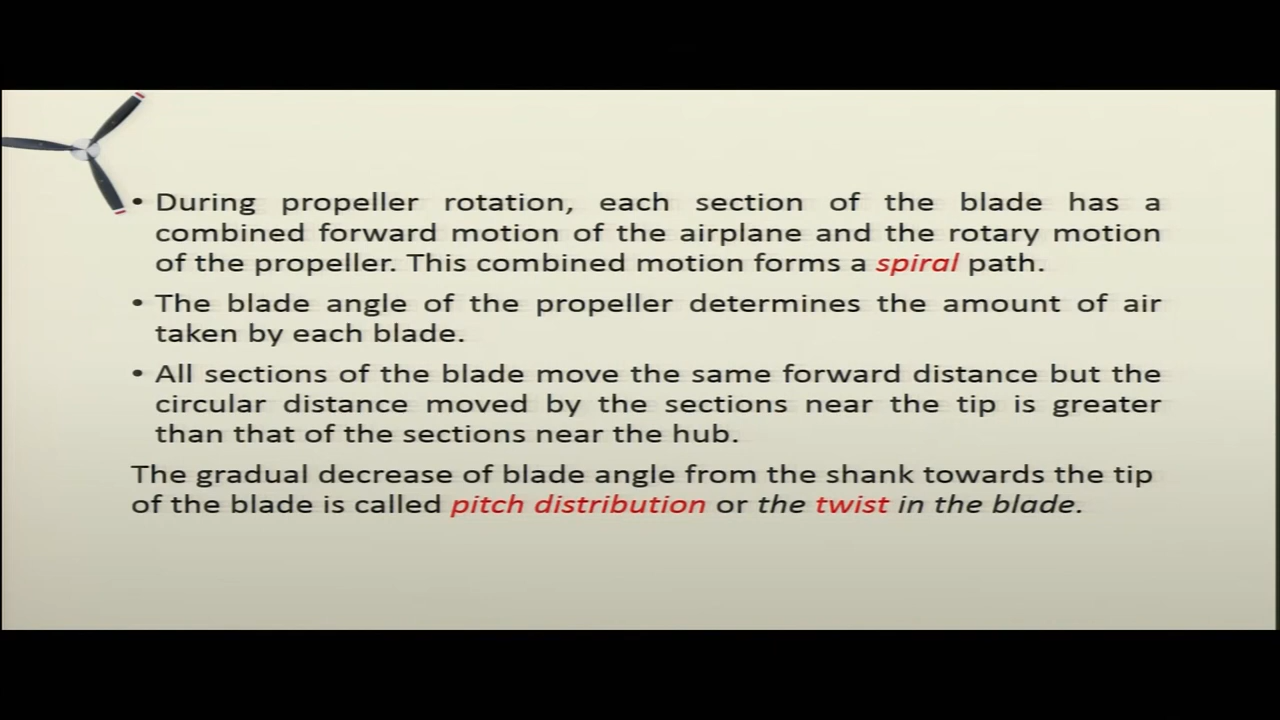 • During propeller rotation, each section of the blade has a
combined forward motion of the airplane and the rotary motion
of the propeller. This combined motion forms a spiral path.
• The blade angle of the propeller determines the amount of air
taken by each blade.
• All sections of the blade move the same forward distance but the
circular distance moved by the sections near the tip is greater
than that of the sections near the hub.
The gradual decrease of blade angle from the shank towards the tip
of the blade is called pitch distribution or the twist in the blade.